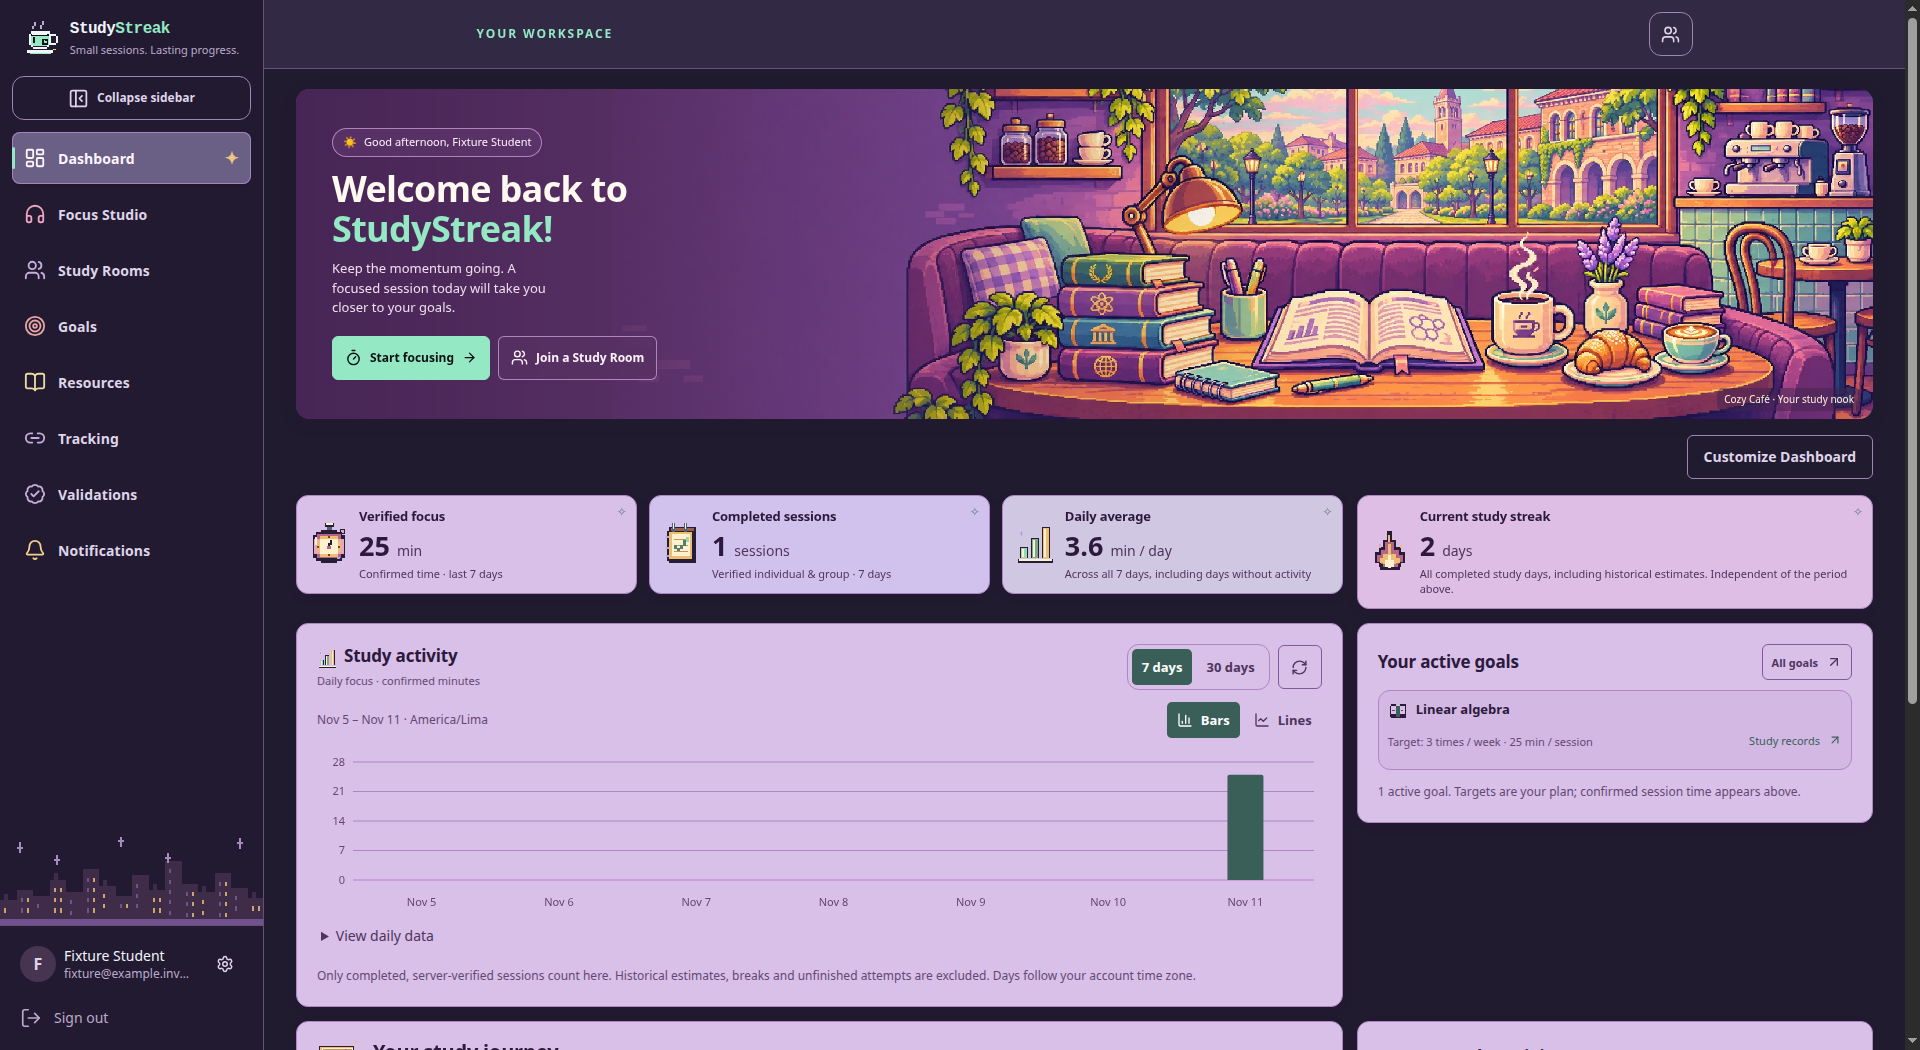 StudyStreak
Small sessions. Lasting progress.
Collapse sidebar
Dashboard
Focus Studio
Study Rooms
Goals
Resources
Tracking
Validations
Notifications
F
Fixture Student
fixture@example.inv...
Sign out
YOUR WORKSPACE
Good afternoon, Fixture Student
Welcome back to
StudyStreak!
Keep the momentum going. A
focused session today will take you
closer to your goals.
Start focusing
Join a Study Room
Cozy Café · Your study nook
Customize Dashboard
Verified focus
25 min
Confirmed time · last 7 days
Completed sessions
1 sessions
Verified individual & group · 7 days
Daily average
3.6 min / day
Across all 7 days, including days without activity
Current study streak
2 days
All completed study days, including historical estimates. Independent of the period
above.
Study activity
Daily focus · confirmed minutes
7 days
30 days
Nov 5 – Nov 11 · America/Lima
Bars
Lines
28
21
14
7
0
Nov 5
Nov 6
Nov 7
Nov 8
Nov 9
Nov 10
Nov 11
View daily data
Only completed, server-verified sessions count here. Historical estimates, breaks and unfinished attempts are excluded. Days follow your account time zone.
Your active goals
All goals
Linear algebra
Target: 3 times / week · 25 min / session
Study records
1 active goal. Targets are your plan; confirmed session time appears above.
Your study journey